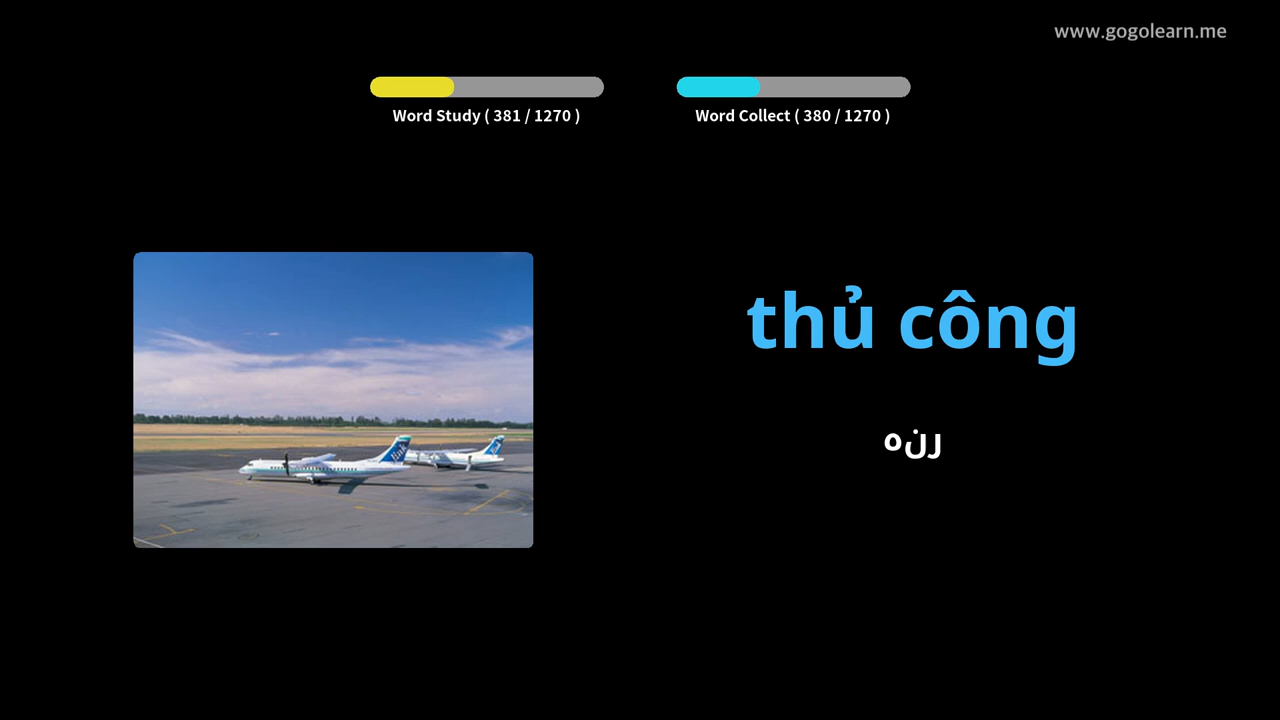 www.gogolearn.me
Word Study ( 381 / 1270 )
Word Collect ( 380 / 1270 )
thủ công
رنه